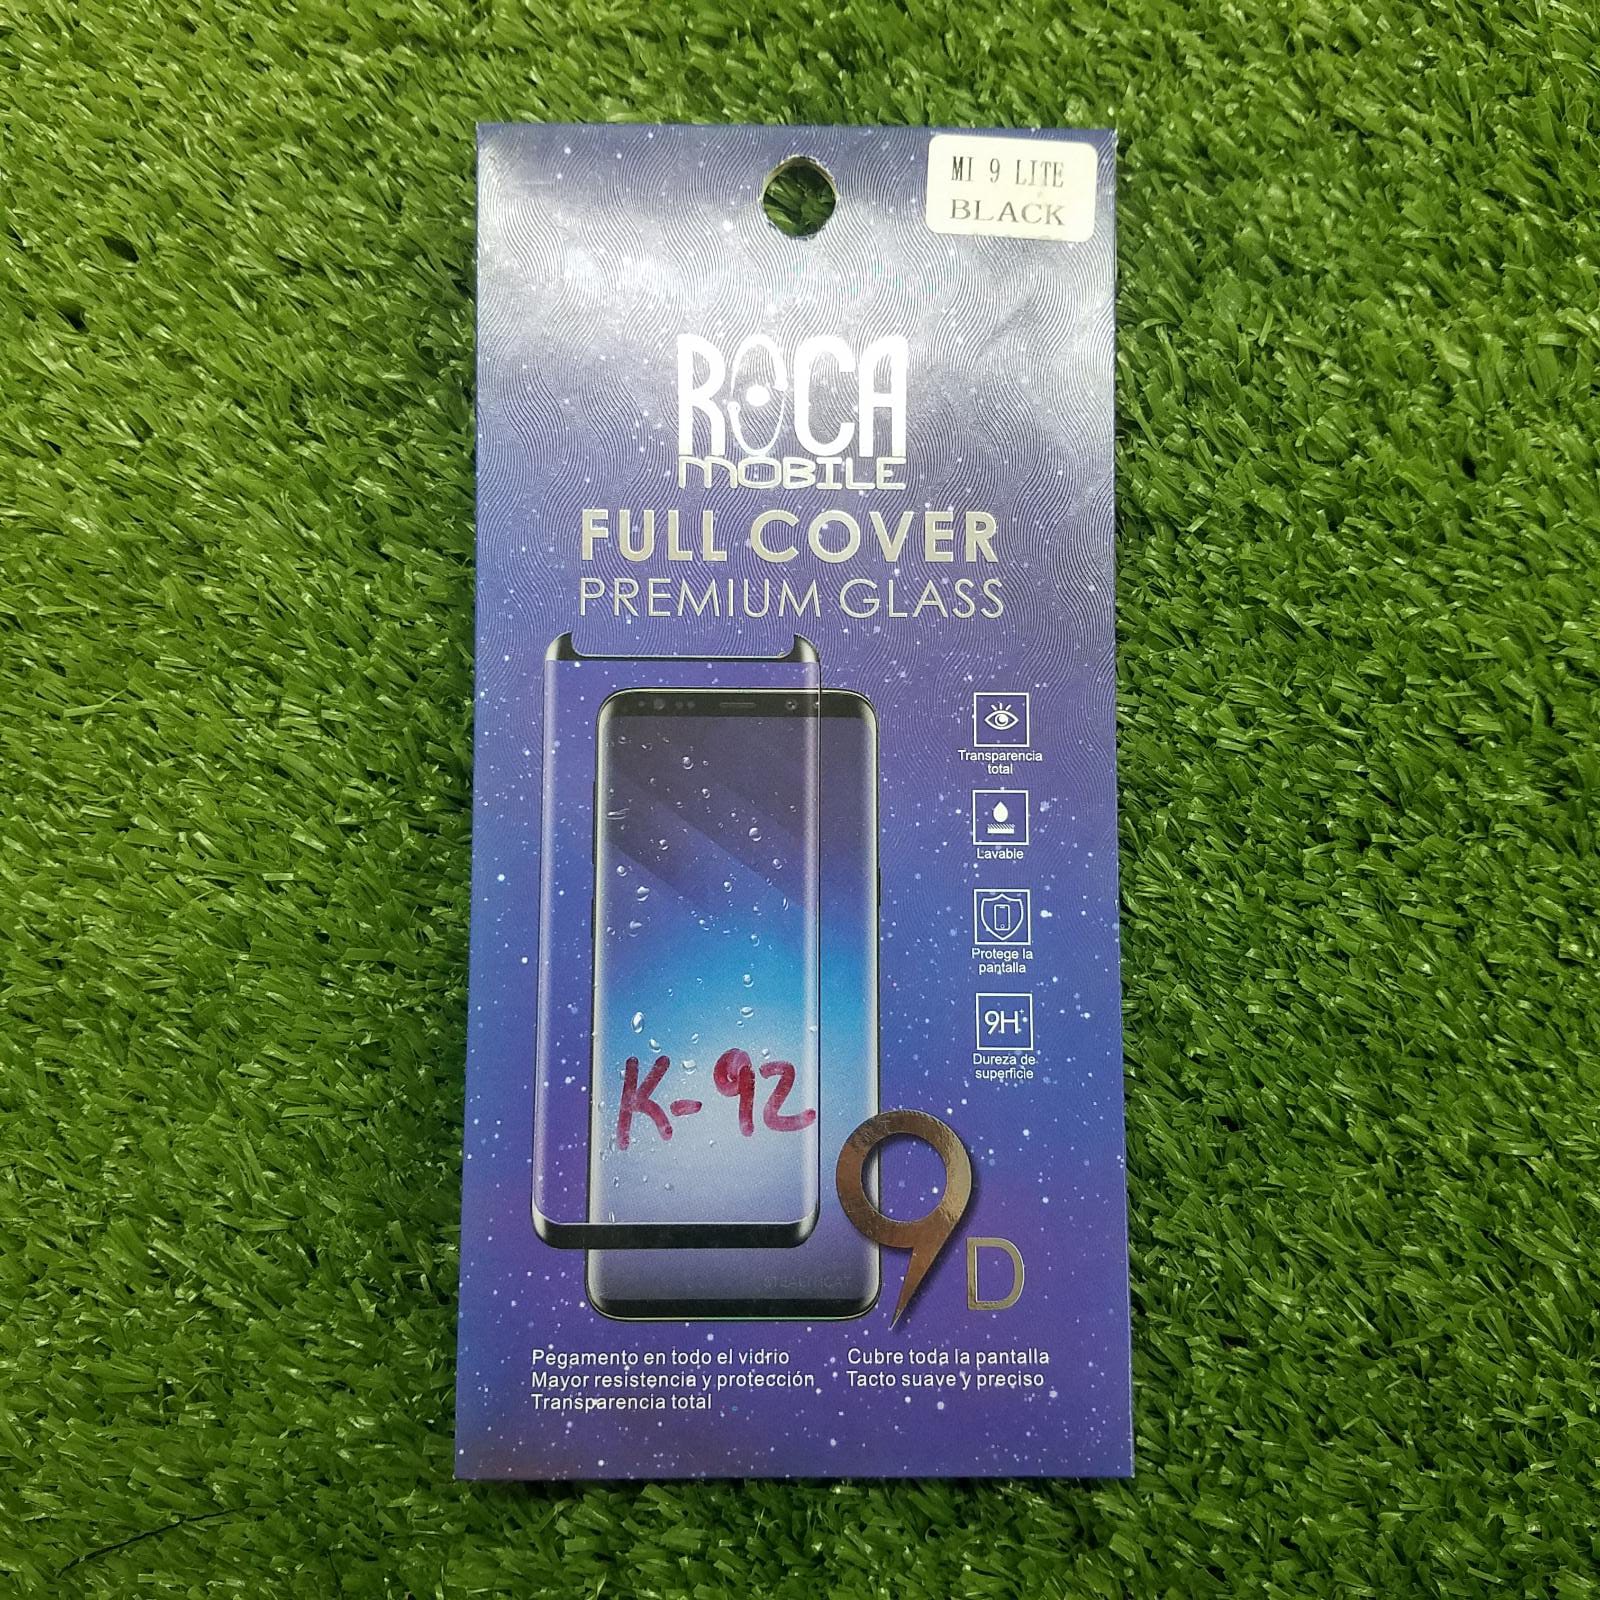 MI 9 LITE
BLACK
ROCA
MOBILE
FULL COVER
PREMIUM GLASS
Transparencia
total
Lavable
Protege la
pantalla
9H
Dureza de
superficie
K-92
9D
Pegamento en todo el vidrio
Mayor resistencia y protección
Transparencia total
Cubre toda la pantalla
Tacto suave y preciso